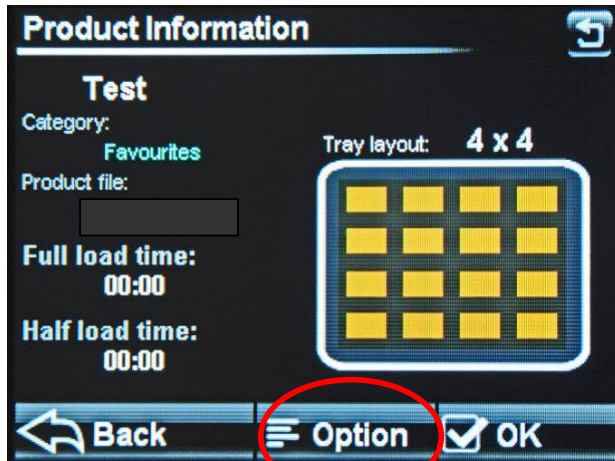 Product Information
Test
Category:
Favourites
Product file:
Full load time:
00:00
Half load time:
00:00
Tray layout: 4 x 4
Back
Option
OK